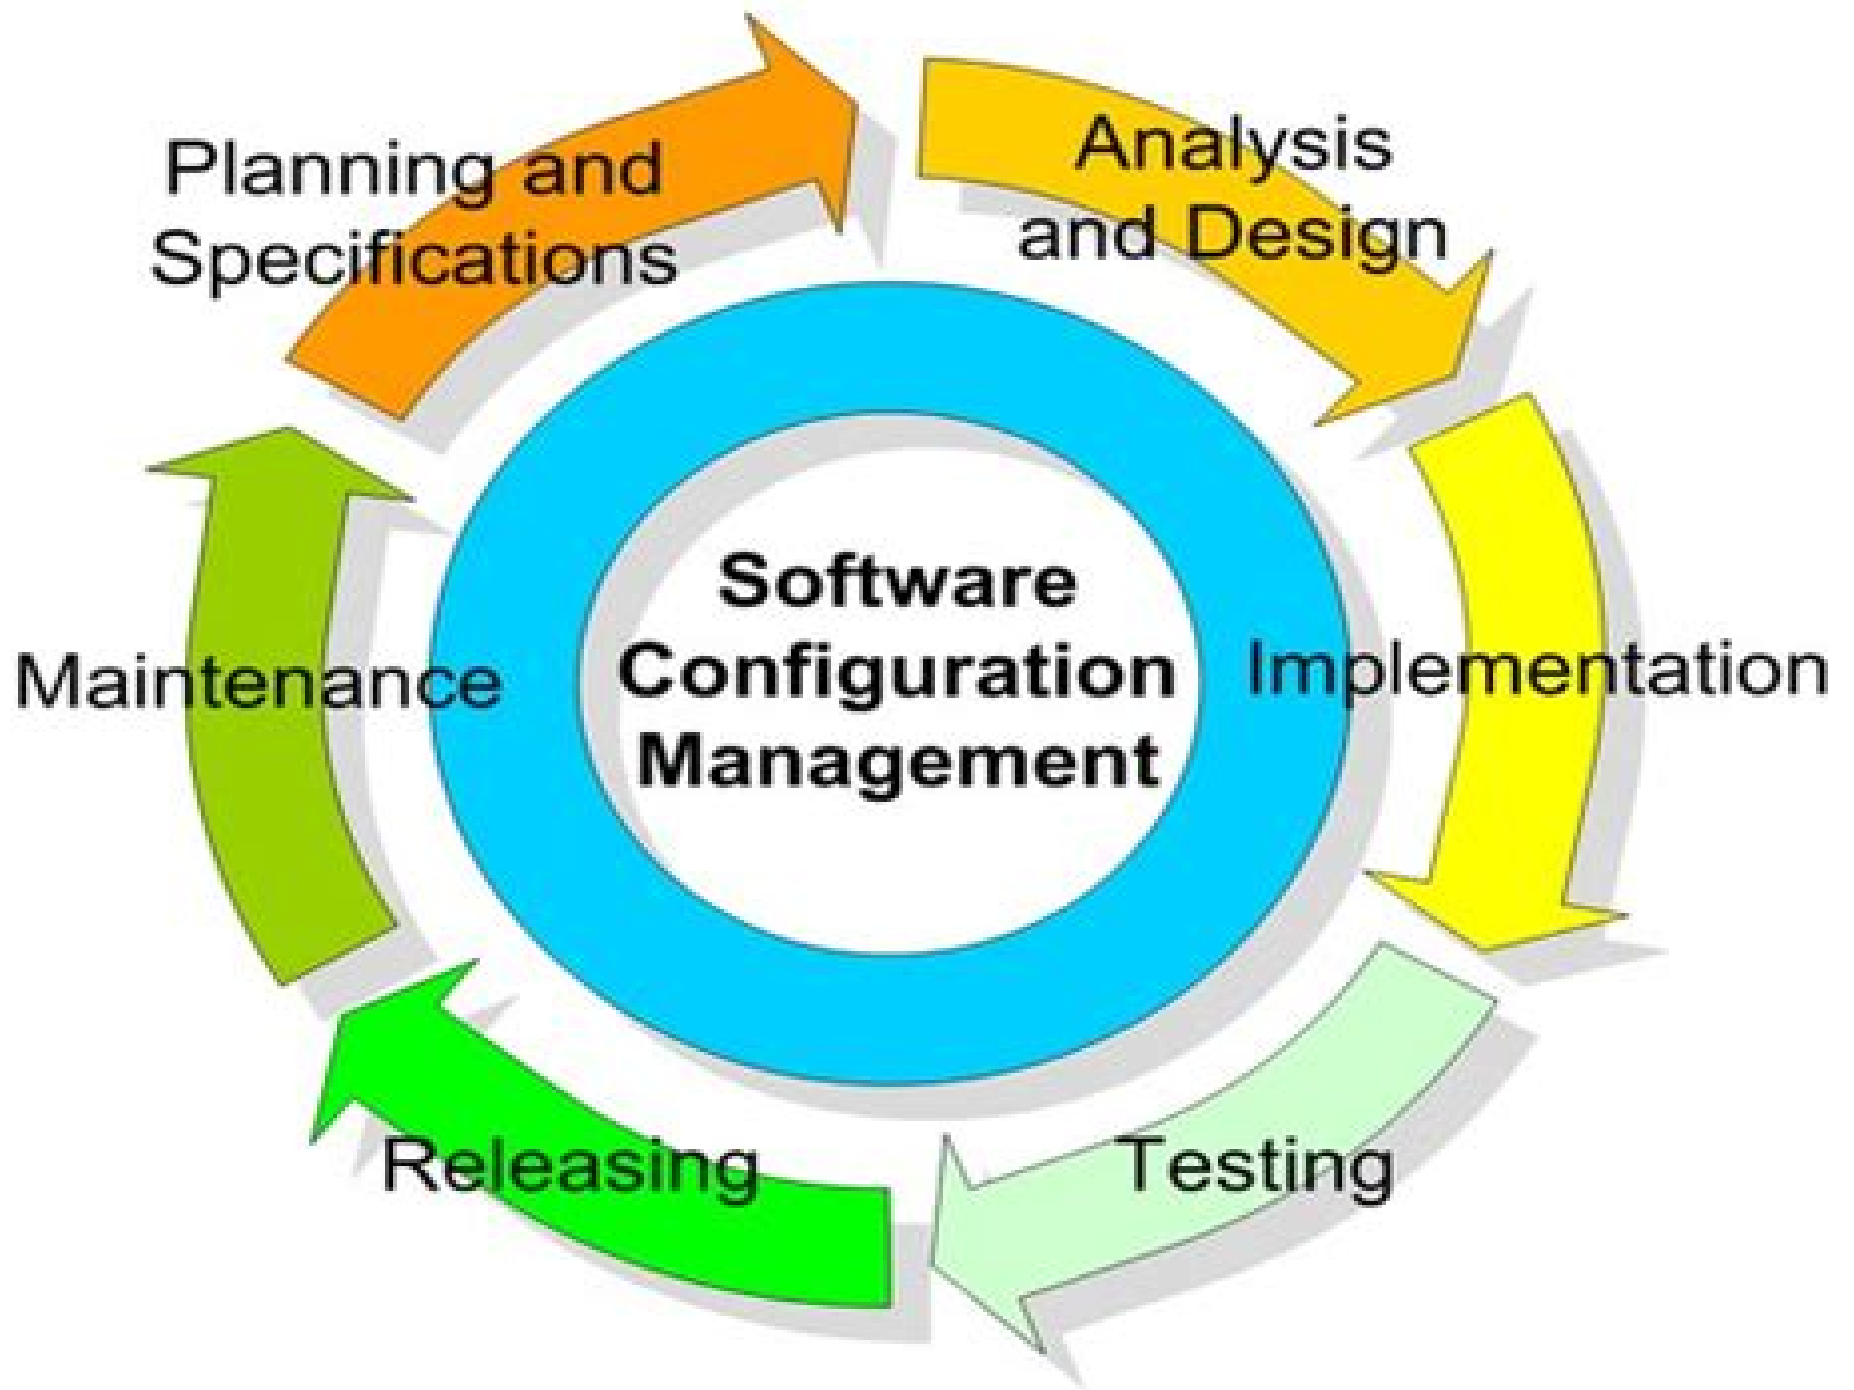 Planning and
Specifications
Analysis
and Design
Software
Configuration
Management
Implementation
Maintenance
Releasing
Testing